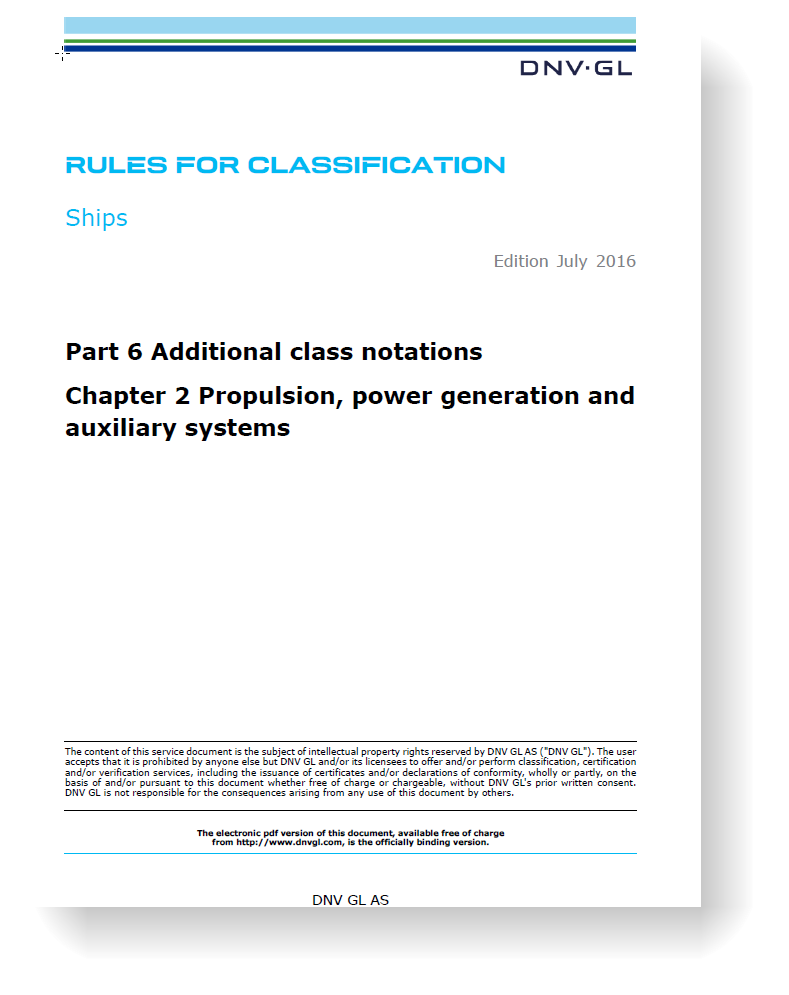 DNV·GL
RULES FOR CLASSIFICATION
Ships
Edition July 2016
Part 6 Additional class notations
Chapter 2 Propulsion, power generation and
auxiliary systems
The content of this service document is the subject of intellectual property rights reserved by DNV GL AS ("DNV GL"). The user
accepts that it is prohibited by anyone else but DNV GL and/or its licensees to offer and/or perform classification, certification
and/or verification services, including the issuance of certificates and/or declarations of conformity, wholly or partly, on the
basis of and/or pursuant to this document whether free of charge or chargeable, without DNV GL's prior written consent.
DNV GL is not responsible for the consequences arising from any use of this document by others.
The electronic pdf version of this document, available free of charge
from http://www.dnvgl.com, is the officially binding version.
DNV GL AS